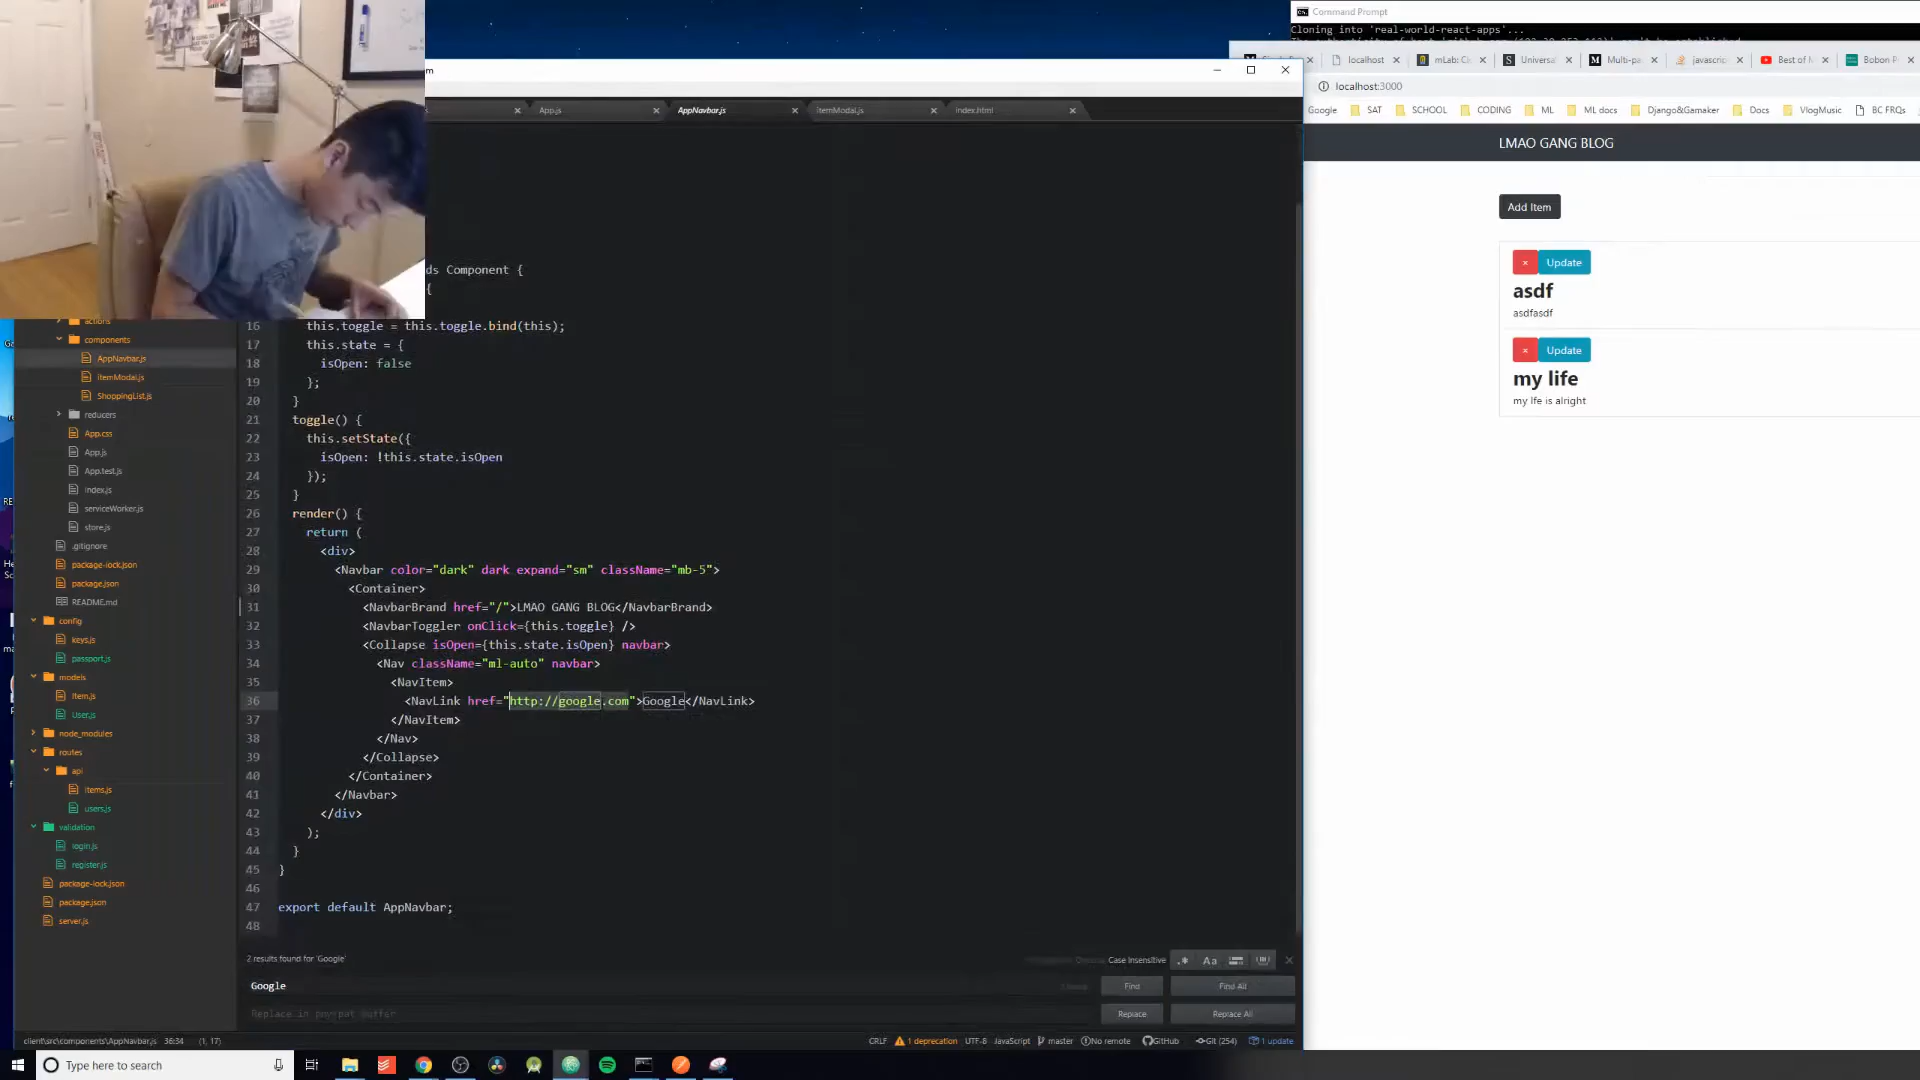 Command Prompt
Cloning into 'real-world-react-apps'...
localhost
mLab: C
Universa
Multi-pa
javascrip
Best of
Bobon P
localhost:3000
Google
SAT
SCHOOL
CODING
ML
ML docs
Django&Gamaker
Docs
VlogMusic
BC FRQs
LMAO GANG BLOG
Add Item
× Update
asdf
asdfasdf
× Update
my life
my lfe is alright
App.js
AppNavbar.js
ItemModal.js
index.html
ds Component {
{
16 this.toggle = this.toggle.bind(this);
17 this.state = {
18 isOpen: false
19 };
20 }
21 toggle() {
22 this.setState({
23 isOpen: !this.state.isOpen
24 });
25 }
26 render() {
27 return (
28 <div>
29 <Navbar color="dark" dark expand="sm" className="mb-5">
30 <Container>
31 <NavbarBrand href="/">LMAO GANG BLOG</NavbarBrand>
32 <NavbarToggler onClick={this.toggle} />
33 <Collapse isOpen={this.state.isOpen} navbar>
34 <Nav className="ml-auto" navbar>
35 <NavItem>
36 <NavLink href="http://google.com">Google</NavLink>
37 </NavItem>
38 </Nav>
39 </Collapse>
40 </Container>
41 </Navbar>
42 </div>
43 );
44 }
45 }
46
47 export default AppNavbar;
48
actions
components
AppNavbar.js
ItemModal.js
ShoppingList.js
reducers
App.css
App.js
App.test.js
index.js
serviceWorker.js
store.js
.gitignore
package-lock.json
package.json
README.md
config
keys.js
passport.js
models
Item.js
User.js
node_modules
routes
api
items.js
users.js
validation
login.js
register.js
package-lock.json
package.json
server.js
2 results found for 'Google'
Case Insensitive
.* Aa
Google
Find
Find All
Replace in current buffer
Replace
Replace All
client\src\components\AppNavbar.js 36:34 (1, 17)
CRLF 1 deprecation UTF-8 JavaScript master No remote GitHub Git (254) 1 update
Type here to search